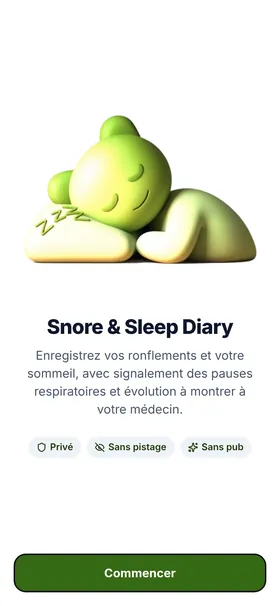 zzzz
Snore & Sleep Diary
Enregistrez vos ronflements et votre
sommeil, avec signalement des pauses
respiratoires et évolution à montrer à
votre médecin.
Privé
Sans pistage
Sans pub
Commencer